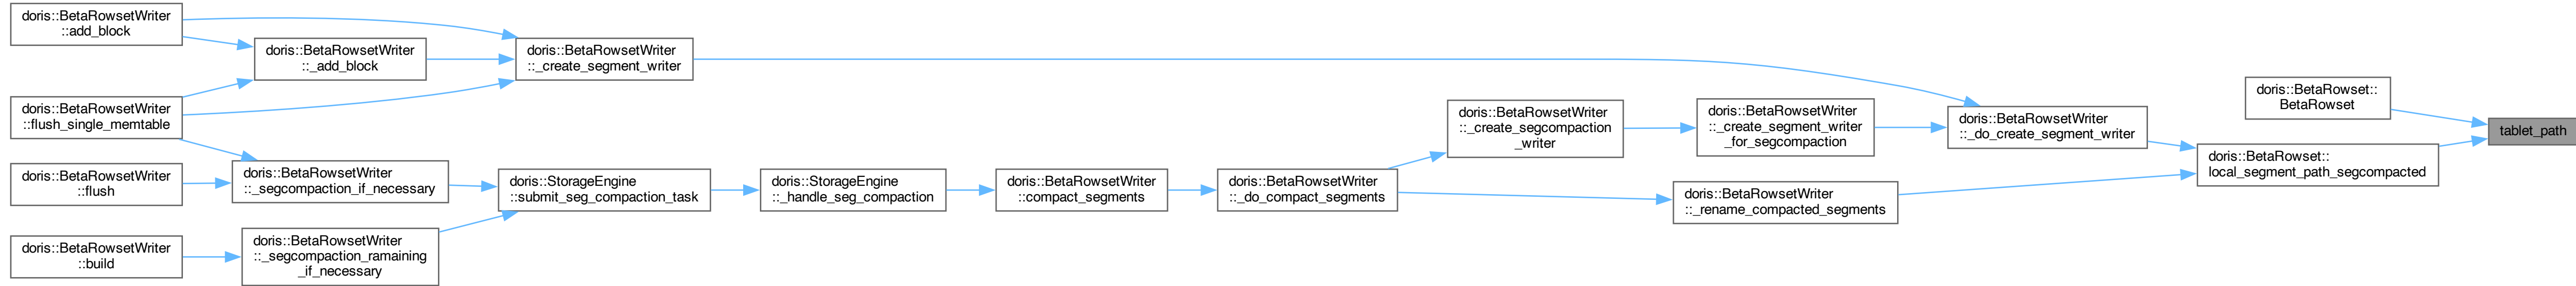 doris::BetaRowsetWriter
::add_block
doris::BetaRowsetWriter
::_add_block
doris::BetaRowsetWriter
::_create_segment_writer
doris::BetaRowsetWriter
::flush_single_memtable
doris::BetaRowsetWriter
::flush
doris::BetaRowsetWriter
::_segcompaction_if_necessary
doris::BetaRowsetWriter
::build
doris::BetaRowsetWriter
::_segcompaction_ramaining
_if_necessary
doris::StorageEngine
::submit_seg_compaction_task
doris::StorageEngine
::_handle_seg_compaction
doris::BetaRowsetWriter
::compact_segments
doris::BetaRowsetWriter
::_do_compact_segments
doris::BetaRowsetWriter
::_create_segcompaction
_writer
doris::BetaRowsetWriter
::_create_segment_writer
_for_segcompaction
doris::BetaRowsetWriter
::_rename_compacted_segments
doris::BetaRowsetWriter
::_do_create_segment_writer
doris::BetaRowset::
BetaRowset
doris::BetaRowset::
local_segment_path_segcompacted
tablet_path